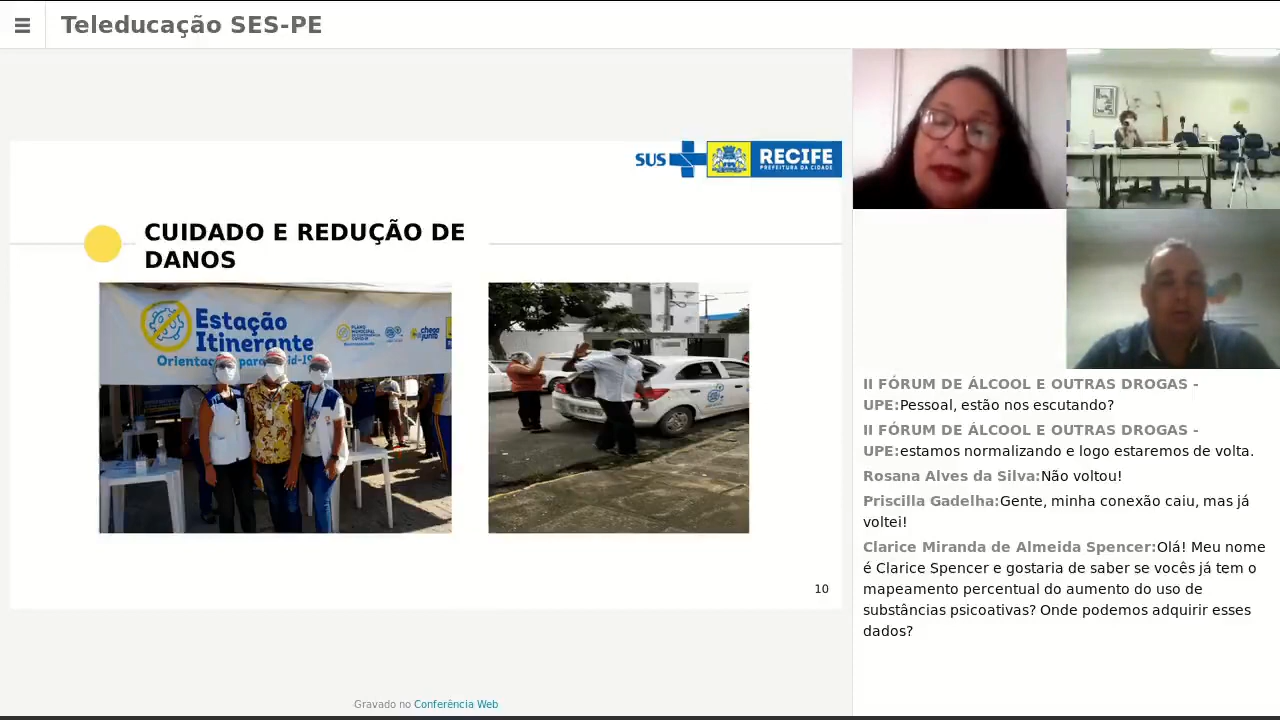 Teleducação SES-PE
SUS
RECIFE
PREFEITURA DA CIDADE
CUIDADO E REDUÇÃO DE
DANOS
Estação
Itinerante
10
Gravado no Conferência Web
II FÓRUM DE ÁLCOOL E OUTRAS DROGAS -
UPE:Pessoal, estão nos escutando?
II FÓRUM DE ÁLCOOL E OUTRAS DROGAS -
UPE:estamos normalizando e logo estaremos de volta.
Rosana Alves da Silva:Não voltou!
Priscilla Gadelha:Gente, minha conexão caiu, mas já
voltei!
Clarice Miranda de Almeida Spencer:Olá! Meu nome
é Clarice Spencer e gostaria de saber se vocês já tem o
mapeamento percentual do aumento do uso de
substâncias psicoativas? Onde podemos adquirir esses
dados?